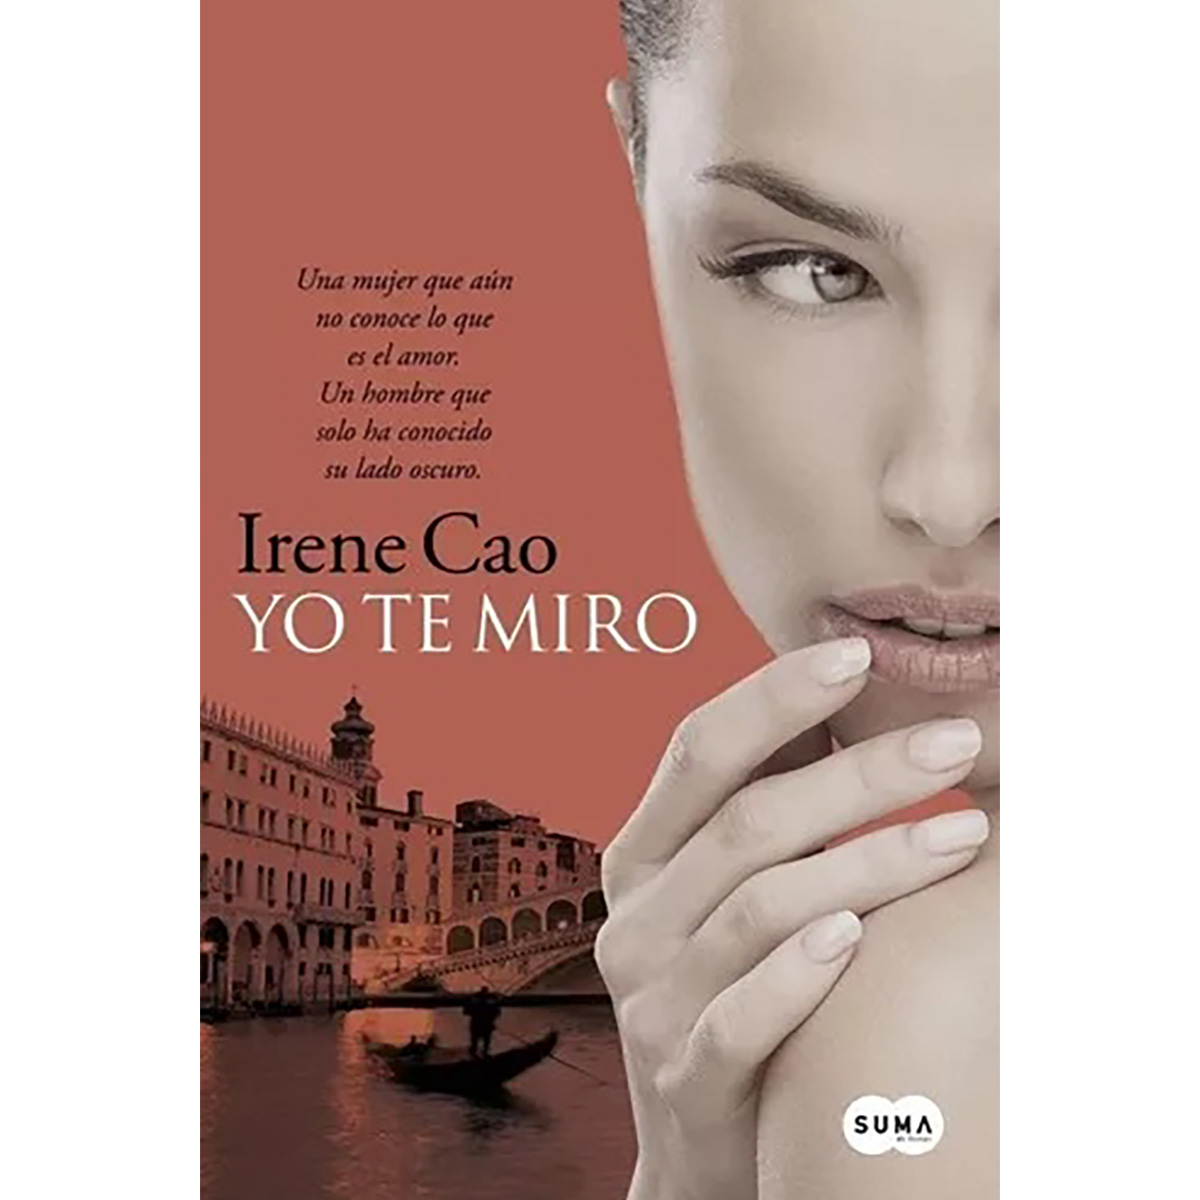 Una mujer que aún
no conoce lo que
es el amor.
Un hombre que
solo ha conocido
su lado oscuro.
Irene Cao
YO TE MIRO
SUMA